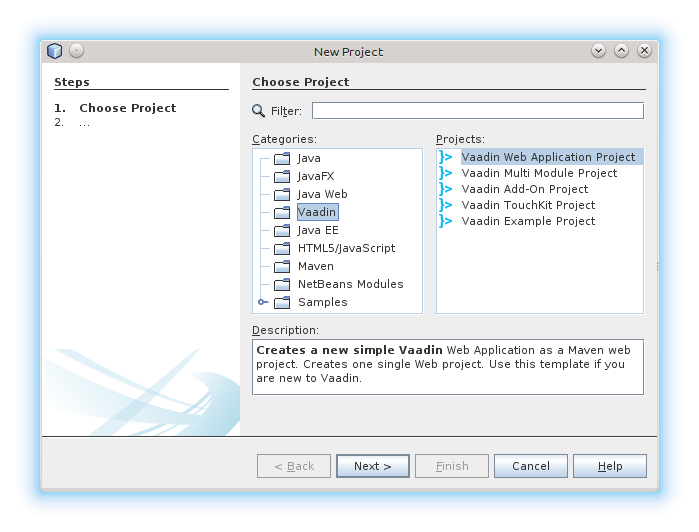 New Project
Steps
1. Choose Project
2. ...
Choose Project
Filter:
Categories:
Java
JavaFX
Java Web
Vaadin
Java EE
HTML5/JavaScript
Maven
NetBeans Modules
Samples
Projects:
Vaadin Web Application Project
Vaadin Multi Module Project
Vaadin Add-On Project
Vaadin TouchKit Project
Vaadin Example Project
Description:
Creates a new simple Vaadin Web Application as a Maven web
project. Creates one single Web project. Use this template if you
are new to Vaadin.
< Back
Next >
Finish
Cancel
Help